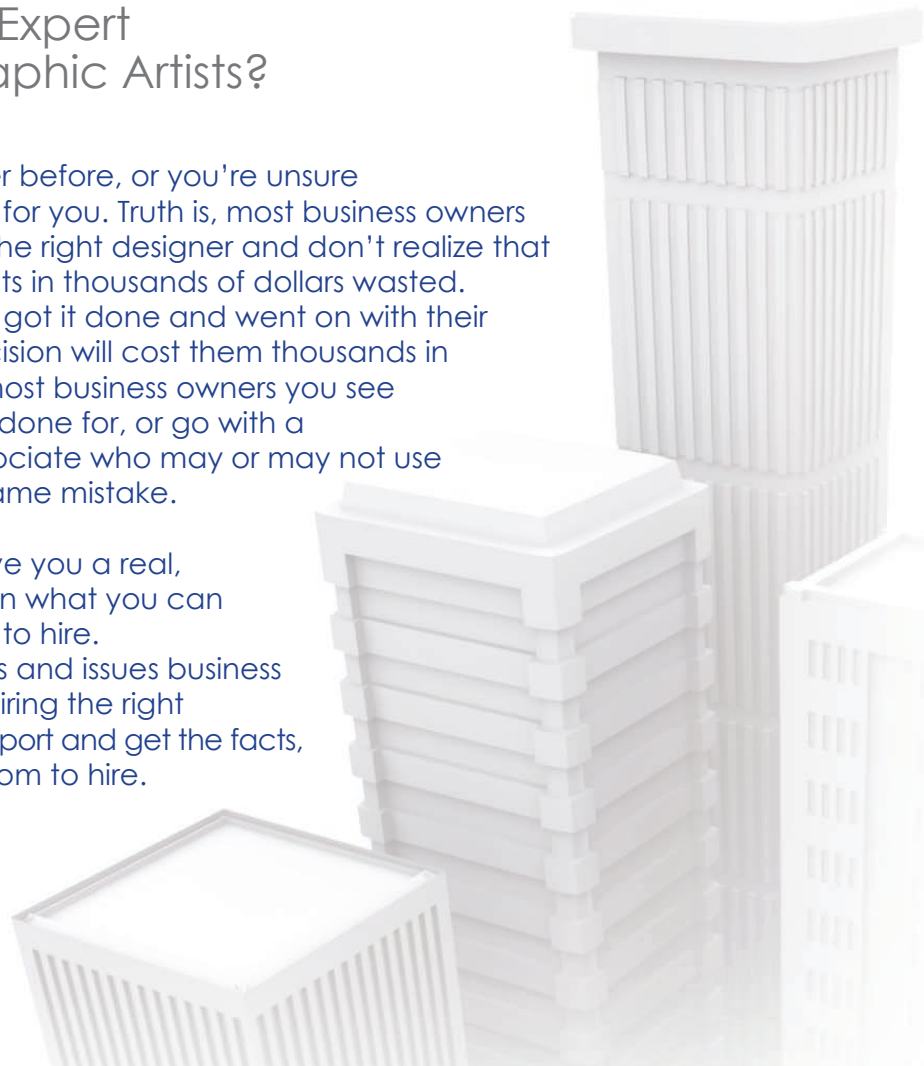 Expert
aphic Artists?
er before, or you’re unsure
for you. Truth is, most business owners
he right designer and don’t realize that
ts in thousands of dollars wasted.
got it done and went on with their
cision will cost them thousands in
most business owners you see
done for, or go with a
ociate who may or may not use
ame mistake.
ve you a real,
n what you can
to hire.
s and issues business
iring the right
port and get the facts,
om to hire.